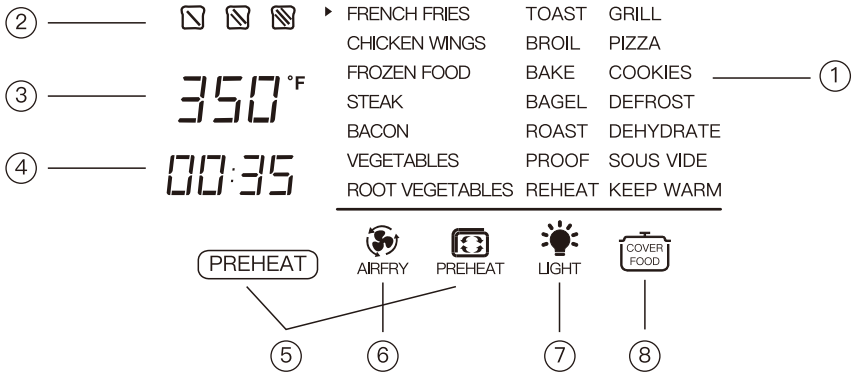 2
FRENCH FRIES TOAST GRILL
CHICKEN WINGS BROIL PIZZA
FROZEN FOOD BAKE COOKIES
1
3
350°F
STEAK BAGEL DEFROST
BACON ROAST DEHYDRATE
4
00:35
VEGETABLES PROOF SOUS VIDE
ROOT VEGETABLES REHEAT KEEP WARM
PREHEAT
AIRFRY
PREHEAT
LIGHT
COVER
FOOD
5
6
7
8